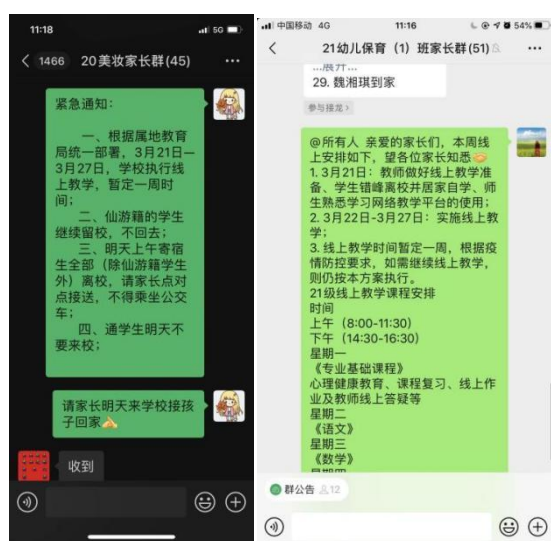 11:18
5G
1466 20美妆家长群(45)
紧急通知：
一、根据属地教育
局统一部署，3月21日—
3月27日，学校执行线
上教学，暂定一周时
间；
二、仙游籍的学生
继续留校，不回去；
三、明天上午寄宿
生全部（除仙游籍学生
外）离校，请家长点对
点接送，不得乘坐公交
车；
四、通学生明天不
要来校；
请家长明天来学校接孩
子回家
收到
中国移动 4G 11:16 54%
21幼儿保育（1）班家长群(51)
...展开...
29. 魏湘琪到家
参与接龙>
@所有人 亲爱的家长们，本周线
上安排如下，望各位家长知悉
1. 3月21日：教师做好线上教学准
备、学生错峰离校并居家自学、师
生熟悉学习网络教学平台的使用；
2. 3月22日-3月27日：实施线上教
学；
3. 线上教学时间暂定一周，根据疫
情防控要求，如需继续线上教学，
则仍按本方案执行。
21级线上教学课程安排
时间
上午（8:00-11:30）
下午（14:30-16:30）
星期一
《专业基础课程》
心理健康教育、课程复习、线上作
业及教师线上答疑等
星期二
《语文》
星期三
《数学》
群公告 12